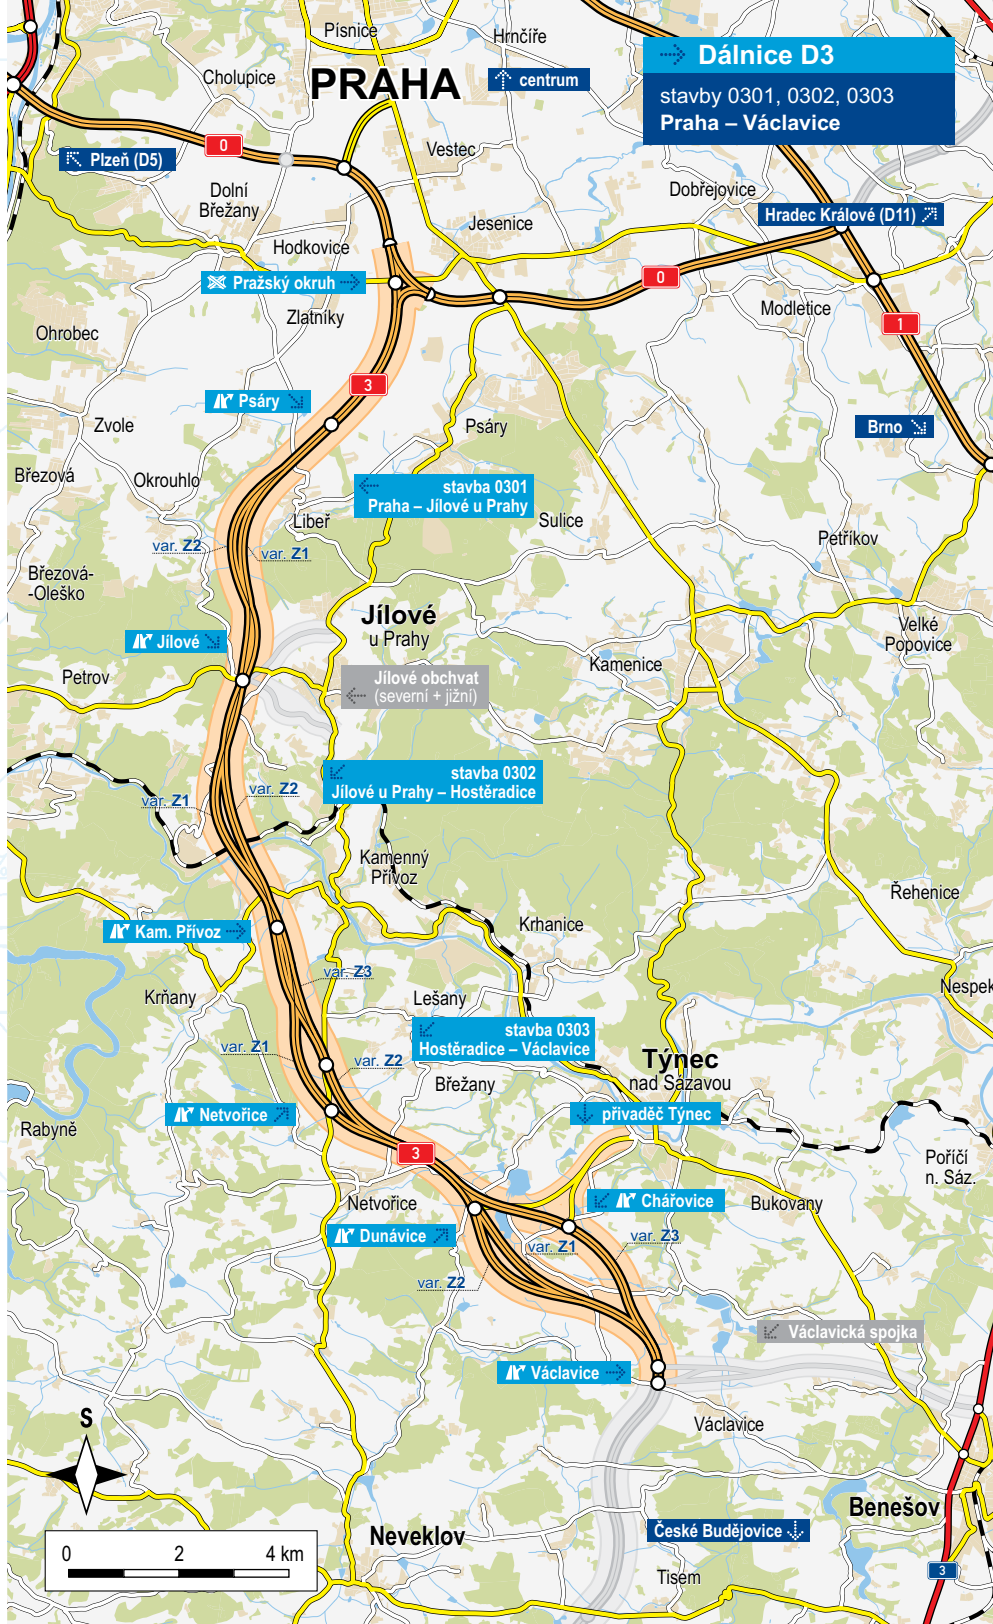 Písnice
Hrnčíře
Cholupice
PRAHA
centrum
Dálnice D3
stavby 0301, 0302, 0303
Praha – Václavice
0
Plzeň (D5)
Vestec
Dolní
Břežany
Dobřejovice
Jesenice
Hradec Králové (D11)
Hodkovice
Pražský okruh
0
Zlatníky
Modletice
1
Ohrobec
3
Psáry
Zvole
Psáry
Brno
Březová
Okrouhlo
stavba 0301
Praha – Jílové u Prahy
Libeř
Sulice
Petříkov
var. Z2
var. Z1
Březová-
-Oleško
Jílové
u Prahy
Velké
Popovice
Jílové
Kamenice
Petrov
Jílové obchvat
(severní + jižní)
stavba 0302
Jílové u Prahy – Hostěradice
var. Z2
var. Z1
Kamenný
Přívoz
Řehenice
Krhanice
Kam. Přívoz
var. Z3
Nespek
Krňany
Lešany
stavba 0303
Hostěradice – Václavice
var. Z1
var. Z2
Týnec
nad Sázavou
Břežany
Netvořice
přivaděč Týnec
Rabyně
3
Poříčí
n. Sáz.
Netvořice
Chářovice
Bukovany
Dunávice
var. Z1
var. Z3
var. Z2
Václavická spojka
Václavice
S
Václavice
Benešov
Neveklov
České Budějovice
0
2
4 km
3
Tisem